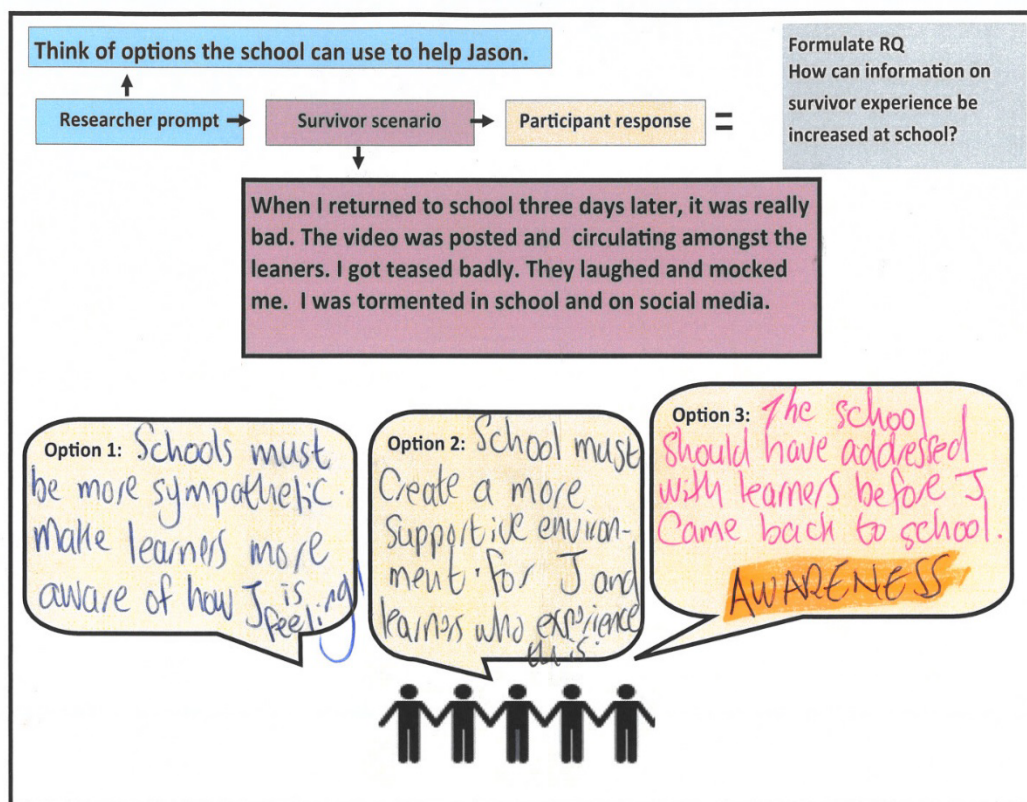 Think of options the school can use to help Jason.
Formulate RQ
How can information on
survivor experience be
increased at school?
Researcher prompt
Survivor scenario
Participant response
=
When I returned to school three days later, it was really
bad. The video was posted and circulating amongst the
leaners. I got teased badly. They laughed and mocked
me. I was tormented in school and on social media.
Option 1: Schools must
be more sympathetic.
make learners more
aware of how J is
feeling
Option 2: School must
Create a more
supportive environ-
ment. for J and
learners who experience
this.
Option 3: The school
should have addressed
with learners before J
Came back to school.
AWARENESS